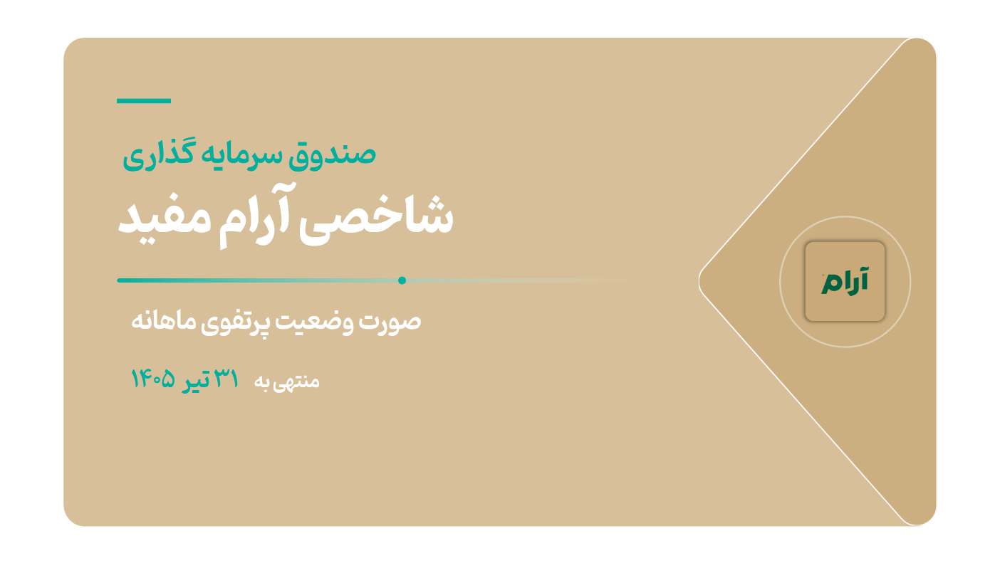 صندوق سرمایه گذاری
شاخصی آرام مفید
صورت وضعیت پرتفوی ماهانه
منتهی به ۳۱ تیر ۱۴۰۵
آرام